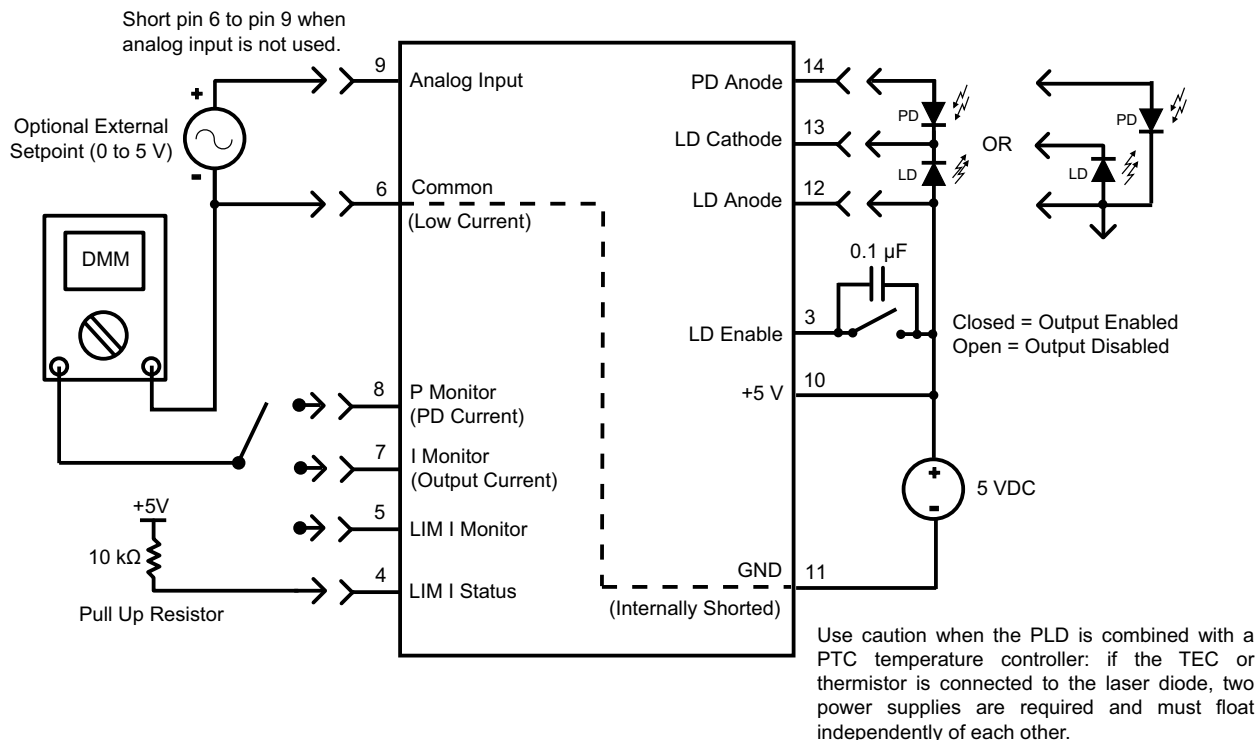 Short pin 6 to pin 9 when
analog input is not used.
9
Analog Input
+
Optional External
Setpoint (0 to 5 V)
-
6
Common
(Low Current)
DMM
8
P Monitor
(PD Current)
7
I Monitor
(Output Current)
5
LIM I Monitor
+5V
10 kΩ
4
LIM I Status
Pull Up Resistor
PD Anode
14
PD
LD Cathode
13
LD
LD Anode
12
OR
PD
LD
0.1 µF
LD Enable
3
Closed = Output Enabled
Open = Output Disabled
+5 V
10
+
5 VDC
-
GND
11
(Internally Shorted)
Use caution when the PLD is combined with a
PTC temperature controller: if the TEC or
thermistor is connected to the laser diode, two
power supplies are required and must float
independently of each other.